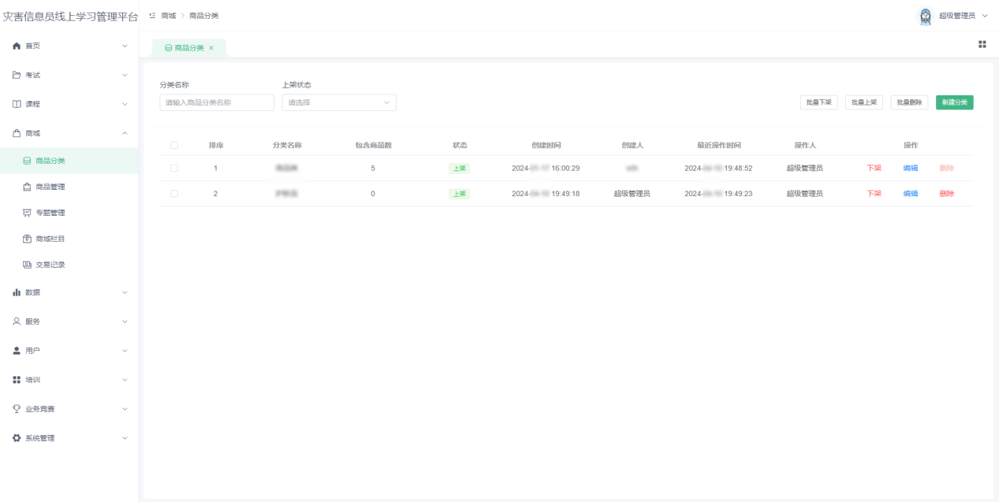 灾害信息员线上学习管理平台
商城 > 商品分类
超级管理员
商品分类 ×
首页
考试
课程
商城
商品分类
商品管理
专题管理
商城栏目
交易记录
数据
服务
用户
培训
业务竞赛
系统管理
分类名称 上架状态
请输入商品分类名称 请选择 批量下架 批量上架 批量删除 新建分类
排序 分类名称 包含商品数 状态 创建时间 创建人 最近操作时间 操作人 操作
1 5 上架 2024- 16:00:29 2024- 19:48:52 超级管理员 下架 编辑 删除
2 0 上架 2024- 19:49:18 超级管理员 2024- 19:49:23 超级管理员 下架 编辑 删除